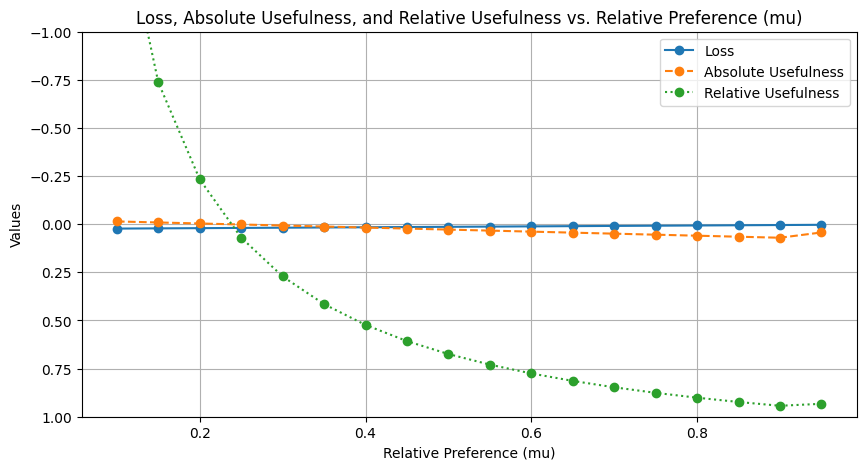 Loss, Absolute Usefulness, and Relative Usefulness vs. Relative Preference (mu)
−1.00
−0.75
−0.50
−0.25
0.00
0.25
0.50
0.75
1.00
Values
Loss
Absolute Usefulness
Relative Usefulness
0.2
0.4
0.6
0.8
Relative Preference (mu)